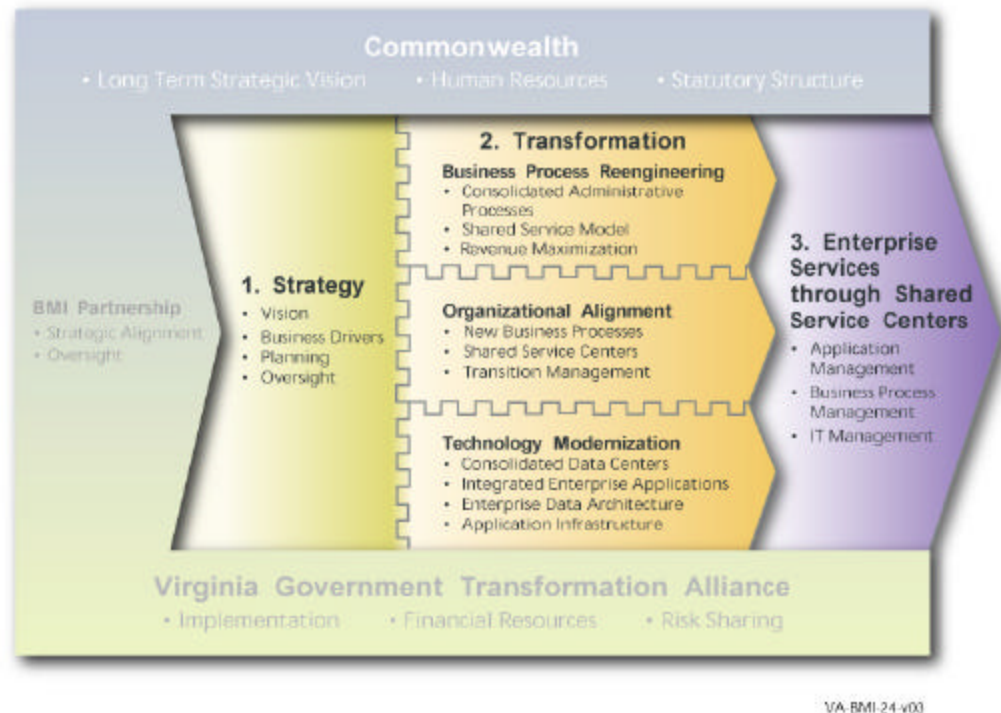 Commonwealth
• Long Term Strategic Vision • Human Resources • Statutory Structure
BMI Partnership
• Strategic Alignment
• Oversight
1. Strategy
• Vision
• Business Drivers
• Planning
• Oversight
2. Transformation
Business Process Reengineering
• Consolidated Administrative
Processes
• Shared Service Model
• Revenue Maximization
Organizational Alignment
• New Business Processes
• Shared Service Centers
• Transition Management
Technology Modernization
• Consolidated Data Centers
• Integrated Enterprise Applications
• Enterprise Data Architecture
• Application Infrastructure
3. Enterprise
Services
through Shared
Service Centers
• Application
Management
• Business Process
Management
• IT Management
Virginia Government Transformation Alliance
• Implementation • Financial Resources • Risk Sharing
VA-BMI-24-v03